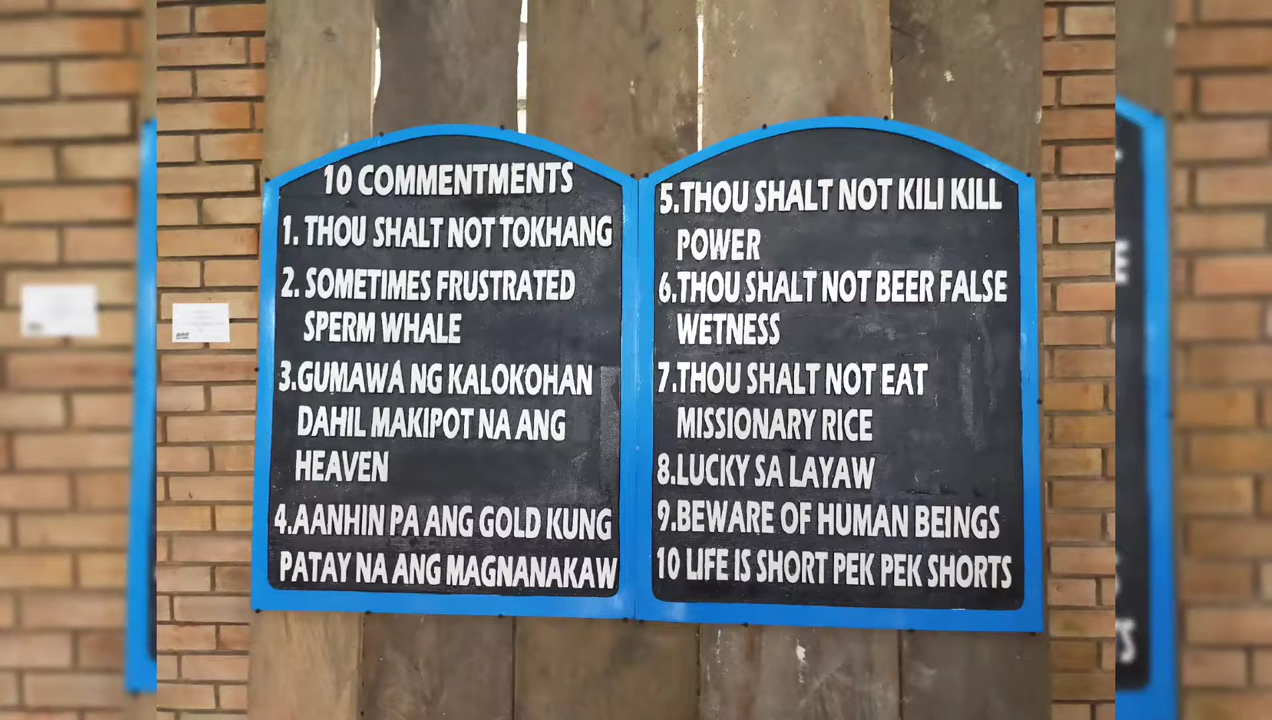 10 COMMENTMENTS
1. THOU SHALT NOT TOKHANG
2. SOMETIMES FRUSTRATED
SPERM WHALE
3.GUMAWA NG KALOKOHAN
DAHIL MAKIPOT NA ANG
HEAVEN
4.AANHIN PA ANG GOLD KUNG
PATAY NA ANG MAGNANAKAW
5.THOU SHALT NOT KILI KILL
POWER
6.THOU SHALT NOT BEER FALSE
WETNESS
7.THOU SHALT NOT EAT
MISSIONARY RICE
8.LUCKY SA LAYAW
9.BEWARE OF HUMAN BEINGS
10 LIFE IS SHORT PEK PEK SHORTS